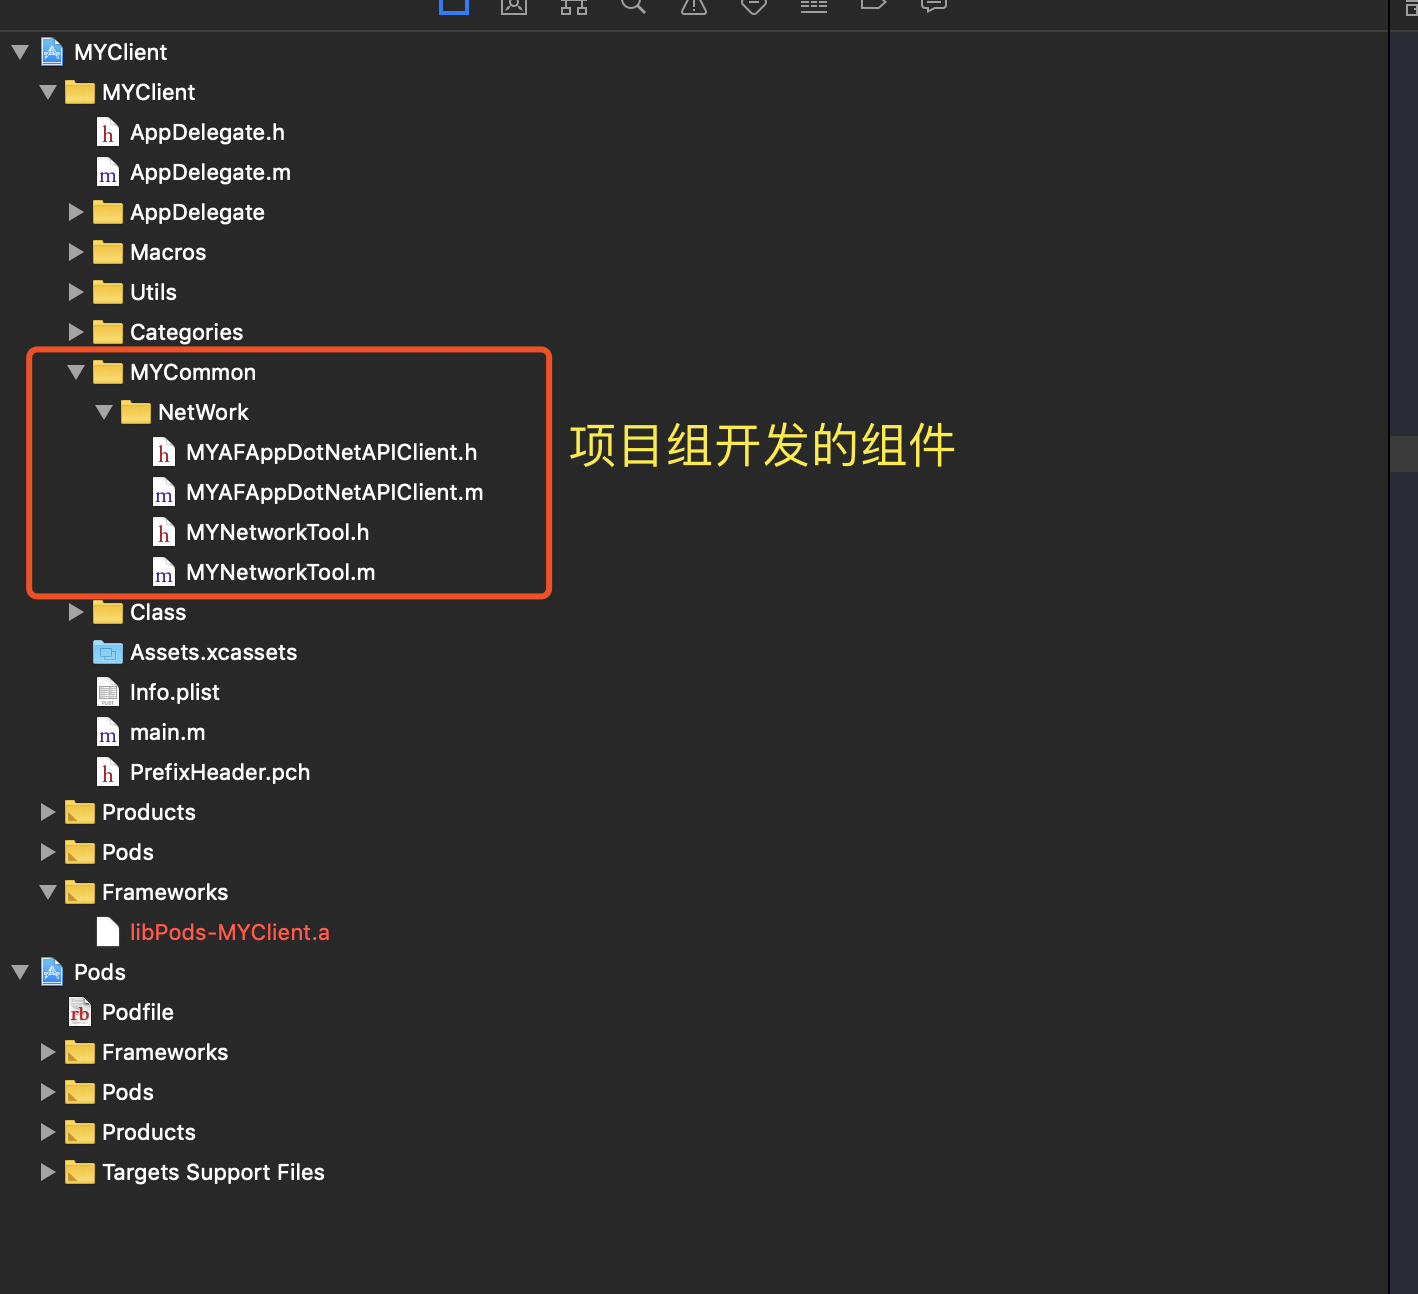 MYClient
MYClient
AppDelegate.h
AppDelegate.m
AppDelegate
Macros
Utils
Categories
MYCommon
NetWork
MYAFAppDotNetAPIClient.h
项目组开发的组件
MYAFAppDotNetAPIClient.m
MYNetworkTool.h
MYNetworkTool.m
Class
Assets.xcassets
Info.plist
main.m
PrefixHeader.pch
Products
Pods
Frameworks
libPods-MYClient.a
Pods
Podfile
Frameworks
Pods
Products
Targets Support Files